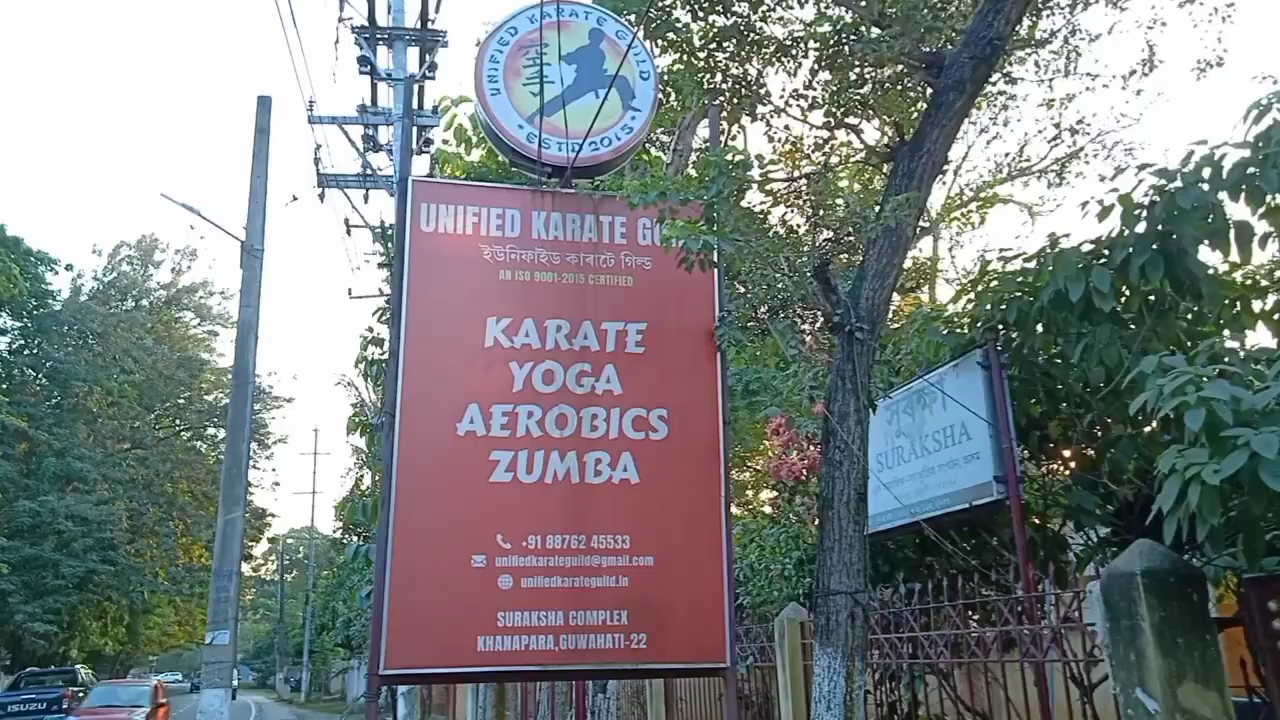 UNIFIED KARATE GUILD
ESTD 2015
UNIFIED KARATE
ইউনিফাইড কাৰাটে গিল্ড
AN ISO 9001-2015 CERTIFIED
KARATE
YOGA
AEROBICS
ZUMBA
+91 88762 45533
unifiedkarateguild@gmail.com
unifiedkarateguild.in
SURAKSHA COMPLEX
KHANAPARA,GUWAHATI-22
সুৰক্ষা
SURAKSHA
ISUZU